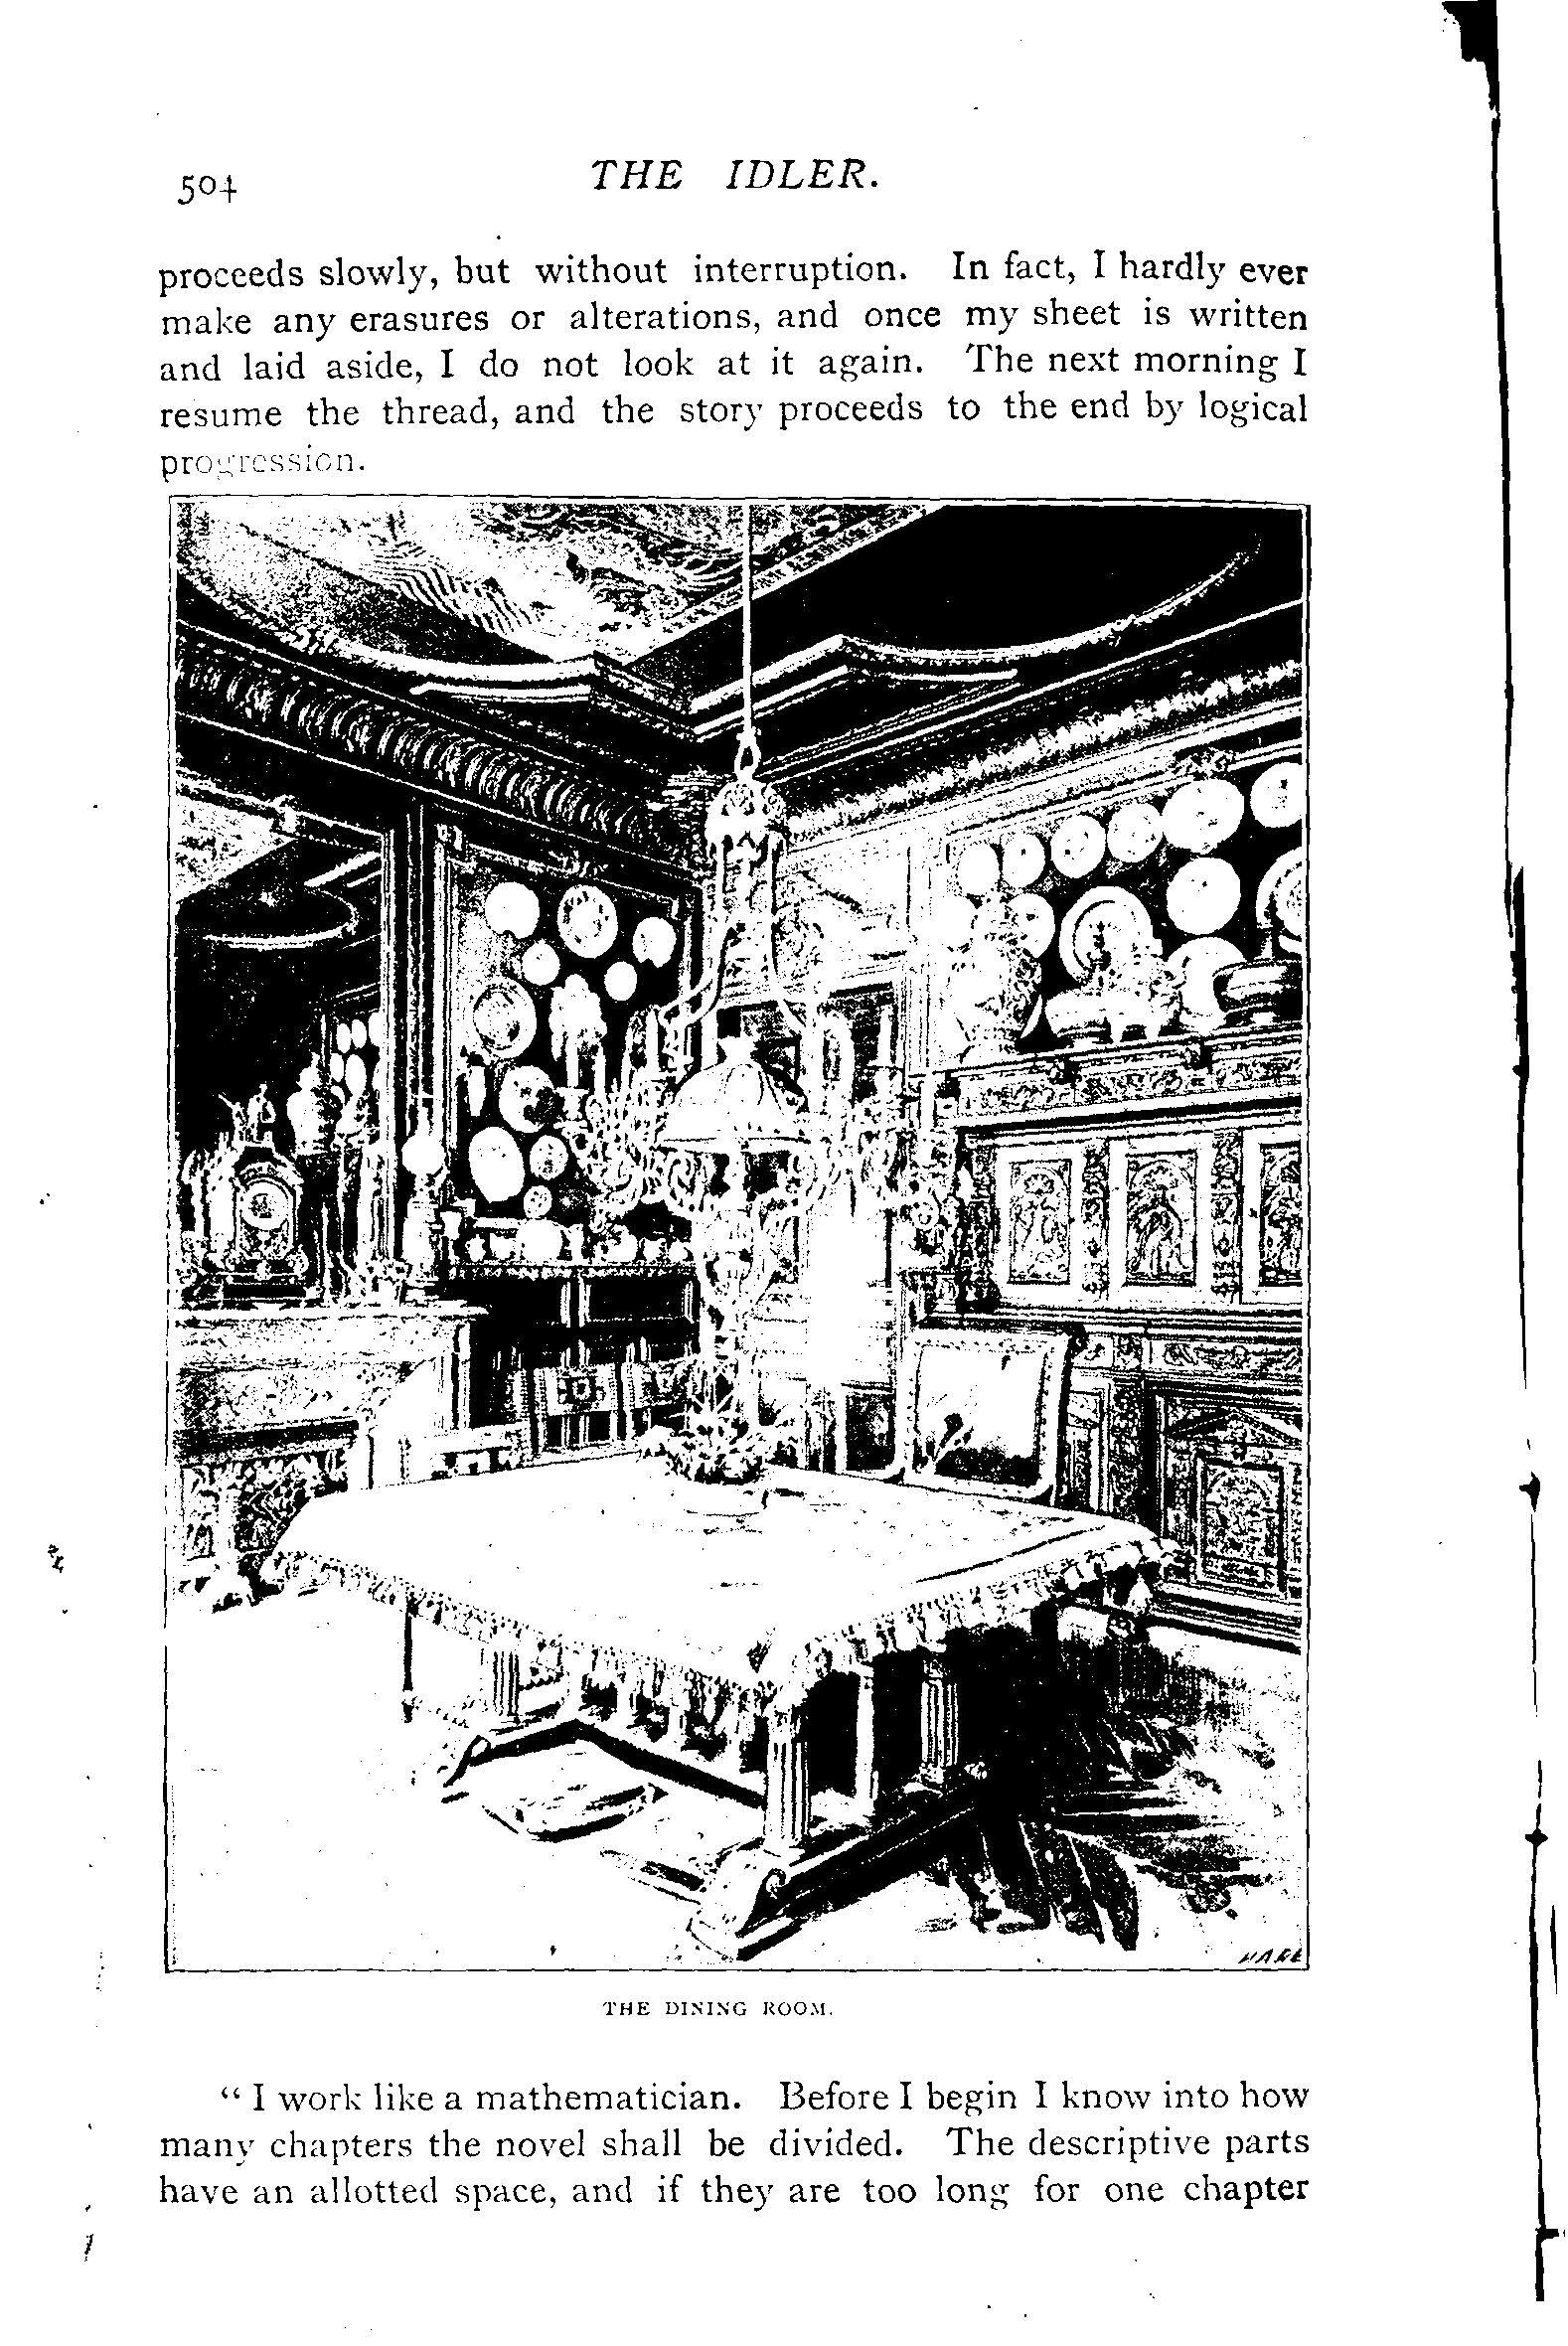 504
THE IDLER.
proceeds slowly, but without interruption. In fact, I hardly ever
make any erasures or alterations, and once my sheet is written
and laid aside, I do not look at it again. The next morning I
resume the thread, and the story proceeds to the end by logical
progression.
HARE
THE DINING ROOM.
“ I work like a mathematician. Before I begin I know into how
many chapters the novel shall be divided. The descriptive parts
have an allotted space, and if they are too long for one chapter